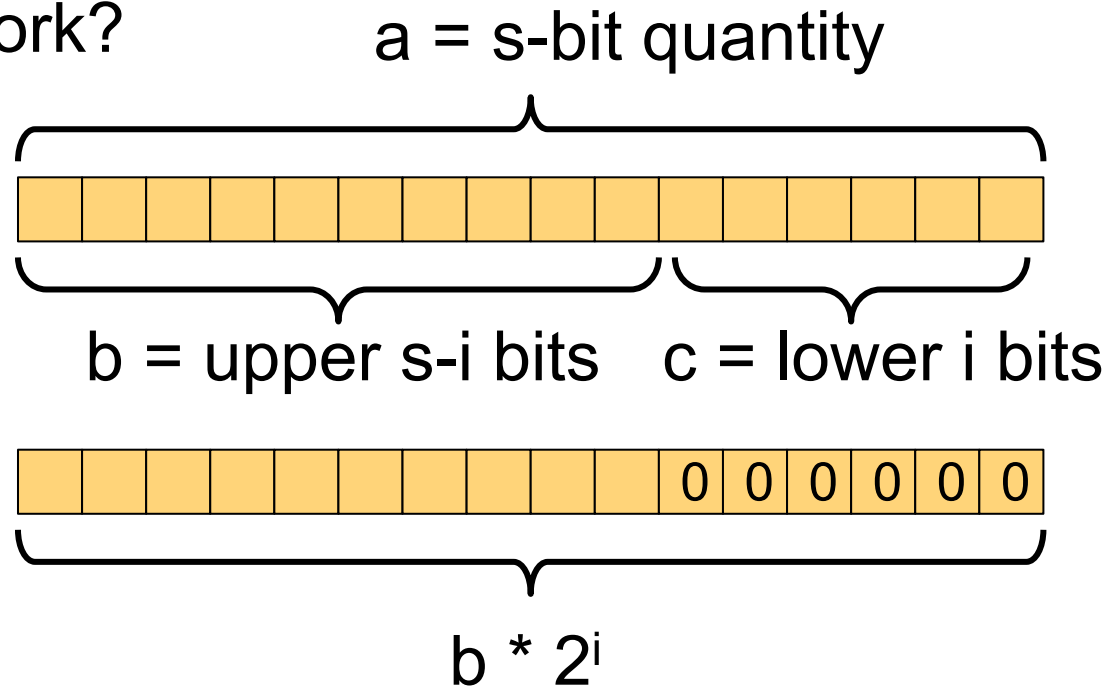 ork?
a = s-bit quantity
b = upper s-i bits
c = lower i bits
0 0 0 0 0 0
b * 2ⁱ